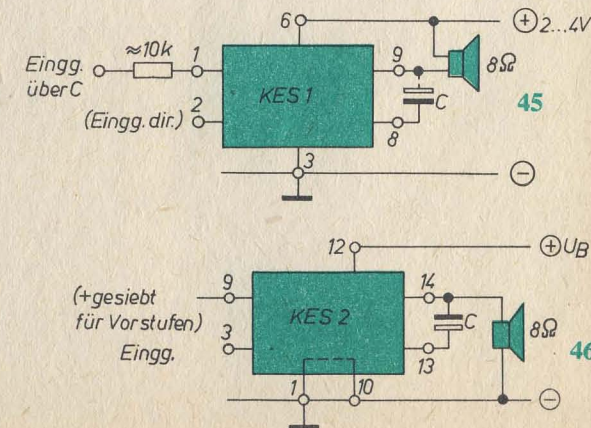 6
⊕ 2...4V
Eingg.
über C
≈10k
1
9
8Ω
KES 1
C
45
(Eingg. dir.)
2
8
3
⊖
12
⊕ UB
(+gesiebt
für Vorstufen)
9
14
KES 2
C
8Ω
46
Eingg.
3
13
1
10
⊖